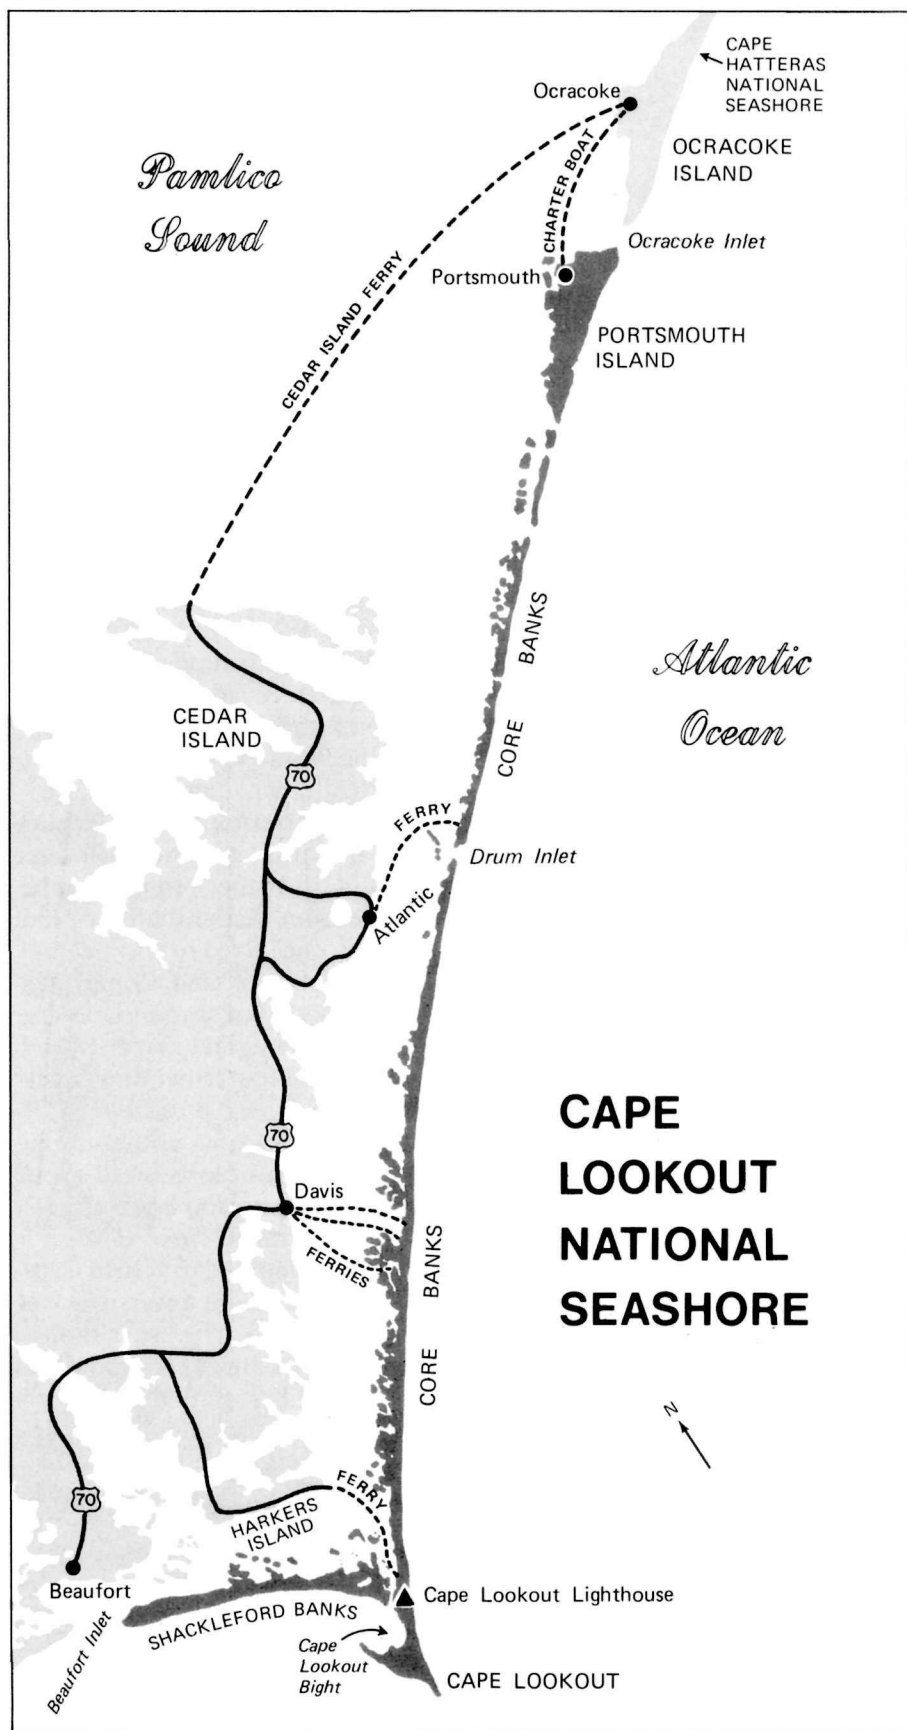 CAPE
HATTERAS
NATIONAL
SEASHORE
Ocracoke
OCRACOKE
ISLAND
Pamlico
Sound
CHARTER BOAT
Ocracoke Inlet
Portsmouth
CEDAR ISLAND FERRY
PORTSMOUTH
ISLAND
BANKS
CORE
Atlantic
Ocean
CEDAR
ISLAND
70
FERRY
Drum Inlet
Atlantic
CAPE
LOOKOUT
NATIONAL
SEASHORE
70
Davis
FERRIES
BANKS
CORE
N
70
FERRY
HARKERS
ISLAND
Beaufort
Cape Lookout Lighthouse
SHACKLEFORD BANKS
Beaufort Inlet
Cape
Lookout
Bight
CAPE LOOKOUT